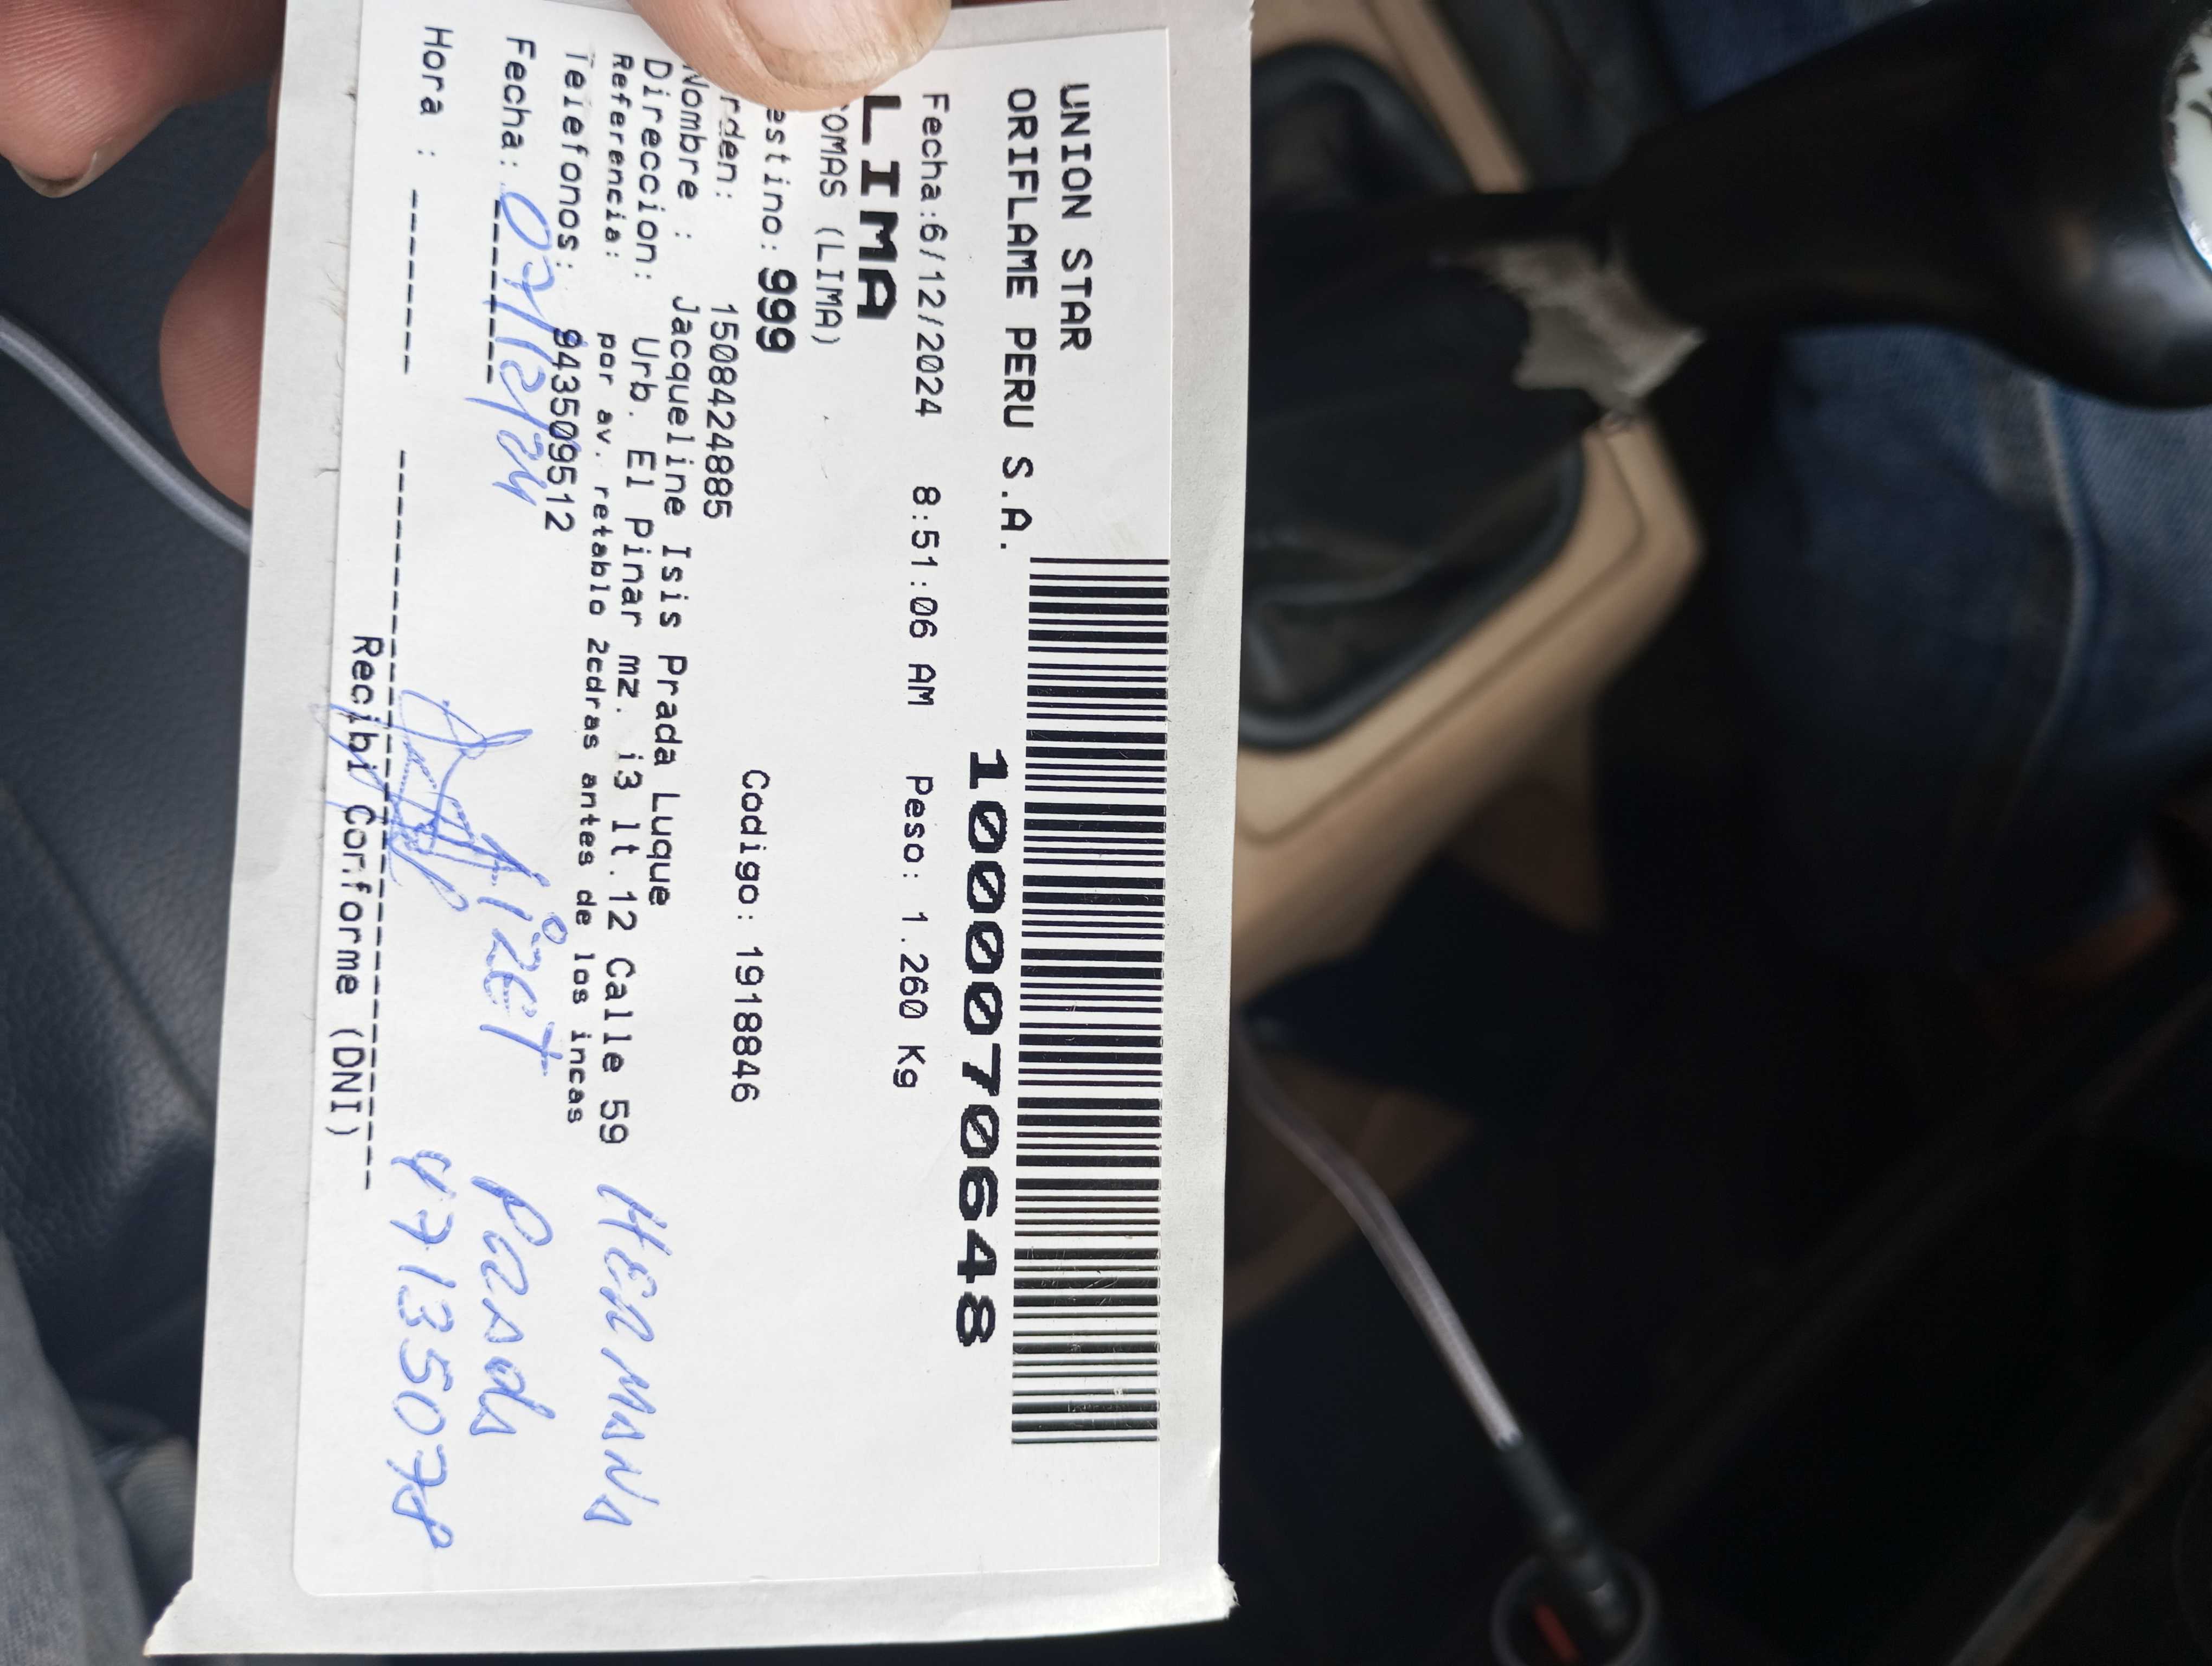 UNION STAR
ORIFLAME PERU S.A.
1000070648
Fecha:6/12/2024 8:51:06 AM Peso: 1.260 Kg
LIMA
COMAS (LIMA)
estino: 999
rden: 1508424885 Codigo: 1918846
Nombre : Jacqueline Isis Prada Luque
Direccion: Urb. El Pinar mz. i3 lt.12 Calle 59
Referencia: por av. retablo 2cdras antes de los incas
Telefonos: 943509512 HERMANA
Fecha: 07/12/24 lizet Prada
Hora : 47135078
Recibi Conforme (DNI)